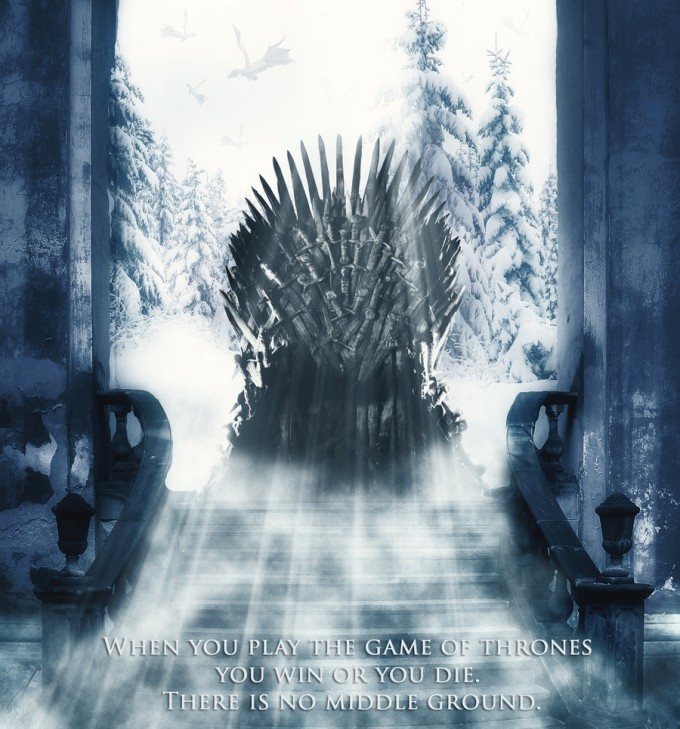 When you play the game of thrones
you win or you die.
There is no middle ground.